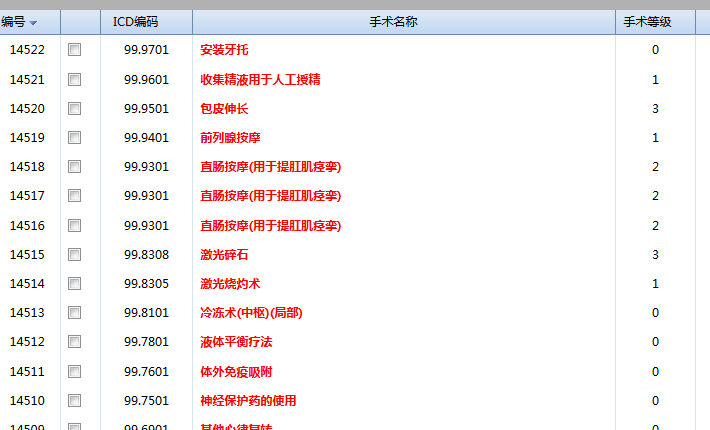 编号 ICD编码 手术名称 手术等级
14522 99.9701 安装牙托 0
14521 99.9601 收集精液用于人工授精 1
14520 99.9501 包皮伸长 3
14519 99.9401 前列腺按摩 1
14518 99.9301 直肠按摩(用于提肛肌痉挛) 2
14517 99.9301 直肠按摩(用于提肛肌痉挛) 2
14516 99.9301 直肠按摩(用于提肛肌痉挛) 2
14515 99.8308 激光碎石 3
14514 99.8305 激光烧灼术 1
14513 99.8101 冷冻术(中枢)(局部) 0
14512 99.7801 液体平衡疗法 0
14511 99.7601 体外免疫吸附 0
14510 99.7501 神经保护药的使用 0
14509 99.6901 其他心律复转